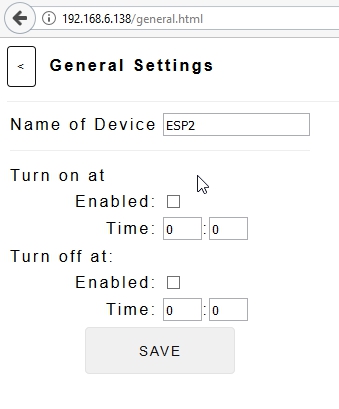 192.168.6.138/general.html
< General Settings
Name of Device ESP2
Turn on at
Enabled:
Time: 0 : 0
Turn off at:
Enabled:
Time: 0 : 0
SAVE